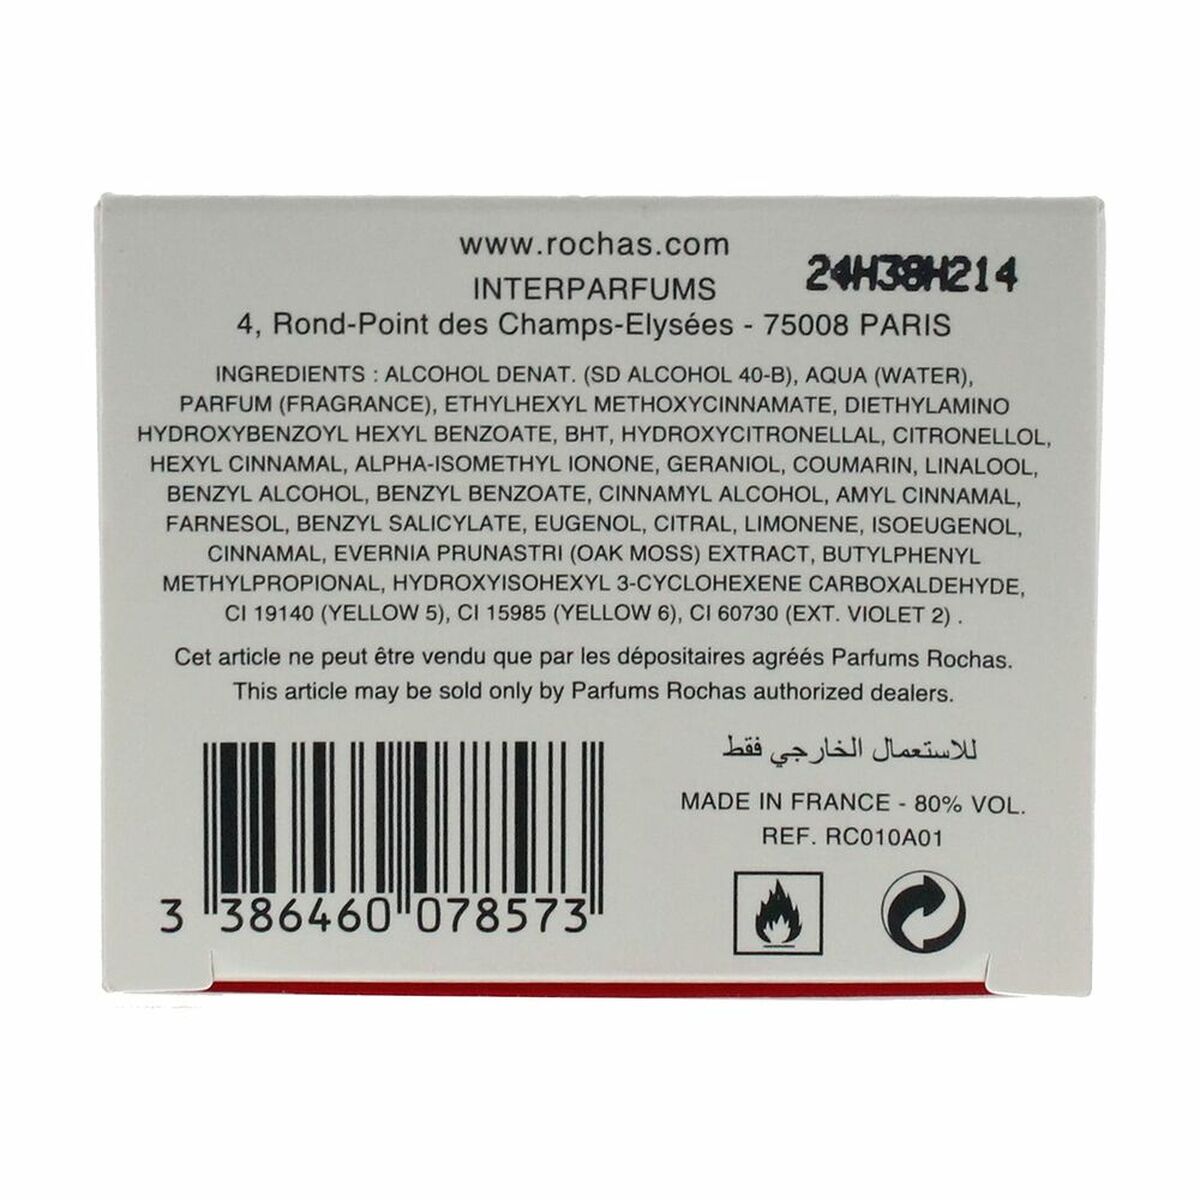 www.rochas.com
24H38H214
INTERPARFUMS
4, Rond-Point des Champs-Elysées - 75008 PARIS
INGREDIENTS : ALCOHOL DENAT. (SD ALCOHOL 40-B), AQUA (WATER),
PARFUM (FRAGRANCE), ETHYLHEXYL METHOXYCINNAMATE, DIETHYLAMINO
HYDROXYBENZOYL HEXYL BENZOATE, BHT, HYDROXYCITRONELLAL, CITRONELLOL,
HEXYL CINNAMAL, ALPHA-ISOMETHYL IONONE, GERANIOL, COUMARIN, LINALOOL,
BENZYL ALCOHOL, BENZYL BENZOATE, CINNAMYL ALCOHOL, AMYL CINNAMAL,
FARNESOL, BENZYL SALICYLATE, EUGENOL, CITRAL, LIMONENE, ISOEUGENOL,
CINNAMAL, EVERNIA PRUNASTRI (OAK MOSS) EXTRACT, BUTYLPHENYL
METHYLPROPIONAL, HYDROXYISOHEXYL 3-CYCLOHEXENE CARBOXALDEHYDE,
CI 19140 (YELLOW 5), CI 15985 (YELLOW 6), CI 60730 (EXT. VIOLET 2) .
Cet article ne peut être vendu que par les dépositaires agréés Parfums Rochas.
This article may be sold only by Parfums Rochas authorized dealers.
للاستعمال الخارجي فقط
MADE IN FRANCE - 80% VOL.
REF. RC010A01
3 386460 078573